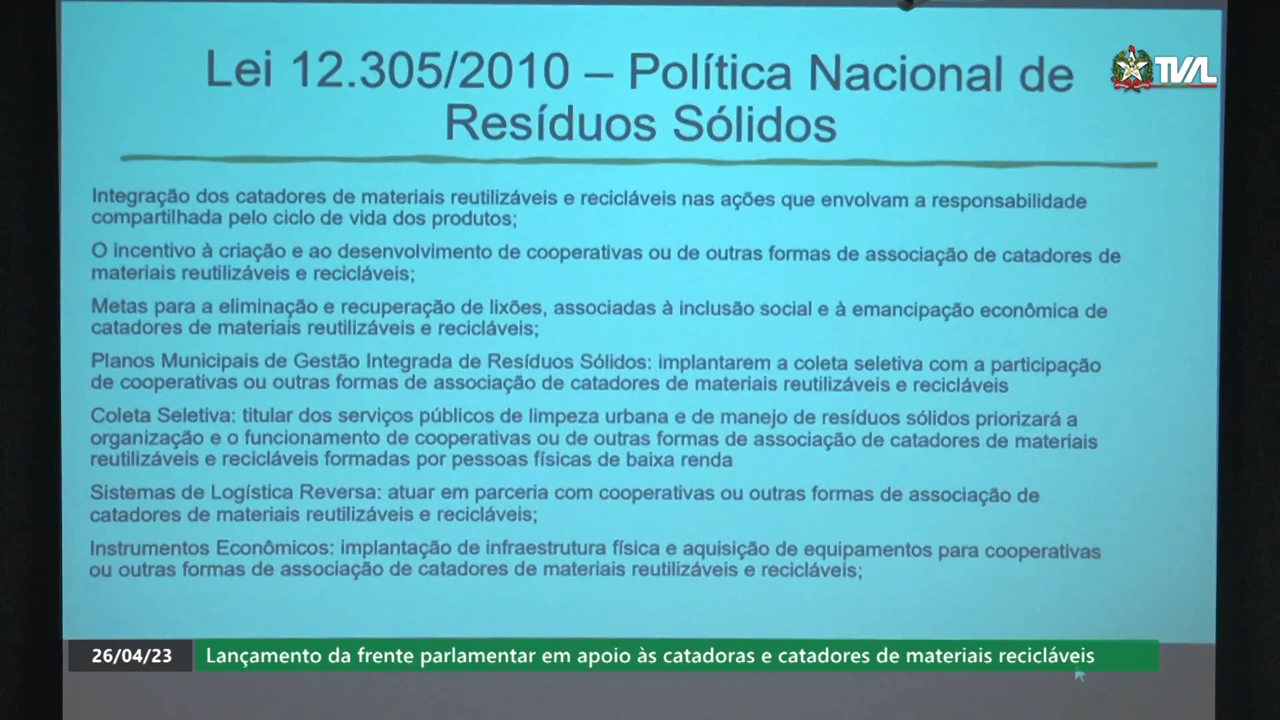 Lei 12.305/2010 – Política Nacional de
Resíduos Sólidos
TVAL
Integração dos catadores de materiais reutilizáveis e recicláveis nas ações que envolvam a responsabilidade
compartilhada pelo ciclo de vida dos produtos;
O incentivo à criação e ao desenvolvimento de cooperativas ou de outras formas de associação de catadores de
materiais reutilizáveis e recicláveis;
Metas para a eliminação e recuperação de lixões, associadas à inclusão social e à emancipação econômica de
catadores de materiais reutilizáveis e recicláveis;
Planos Municipais de Gestão Integrada de Resíduos Sólidos: implantarem a coleta seletiva com a participação
de cooperativas ou outras formas de associação de catadores de materiais reutilizáveis e recicláveis
Coleta Seletiva: titular dos serviços públicos de limpeza urbana e de manejo de resíduos sólidos priorizará a
organização e o funcionamento de cooperativas ou de outras formas de associação de catadores de materiais
reutilizáveis e recicláveis formadas por pessoas físicas de baixa renda
Sistemas de Logística Reversa: atuar em parceria com cooperativas ou outras formas de associação de
catadores de materiais reutilizáveis e recicláveis;
Instrumentos Econômicos: implantação de infraestrutura física e aquisição de equipamentos para cooperativas
ou outras formas de associação de catadores de materiais reutilizáveis e recicláveis;
26/04/23 Lançamento da frente parlamentar em apoio às catadoras e catadores de materiais recicláveis